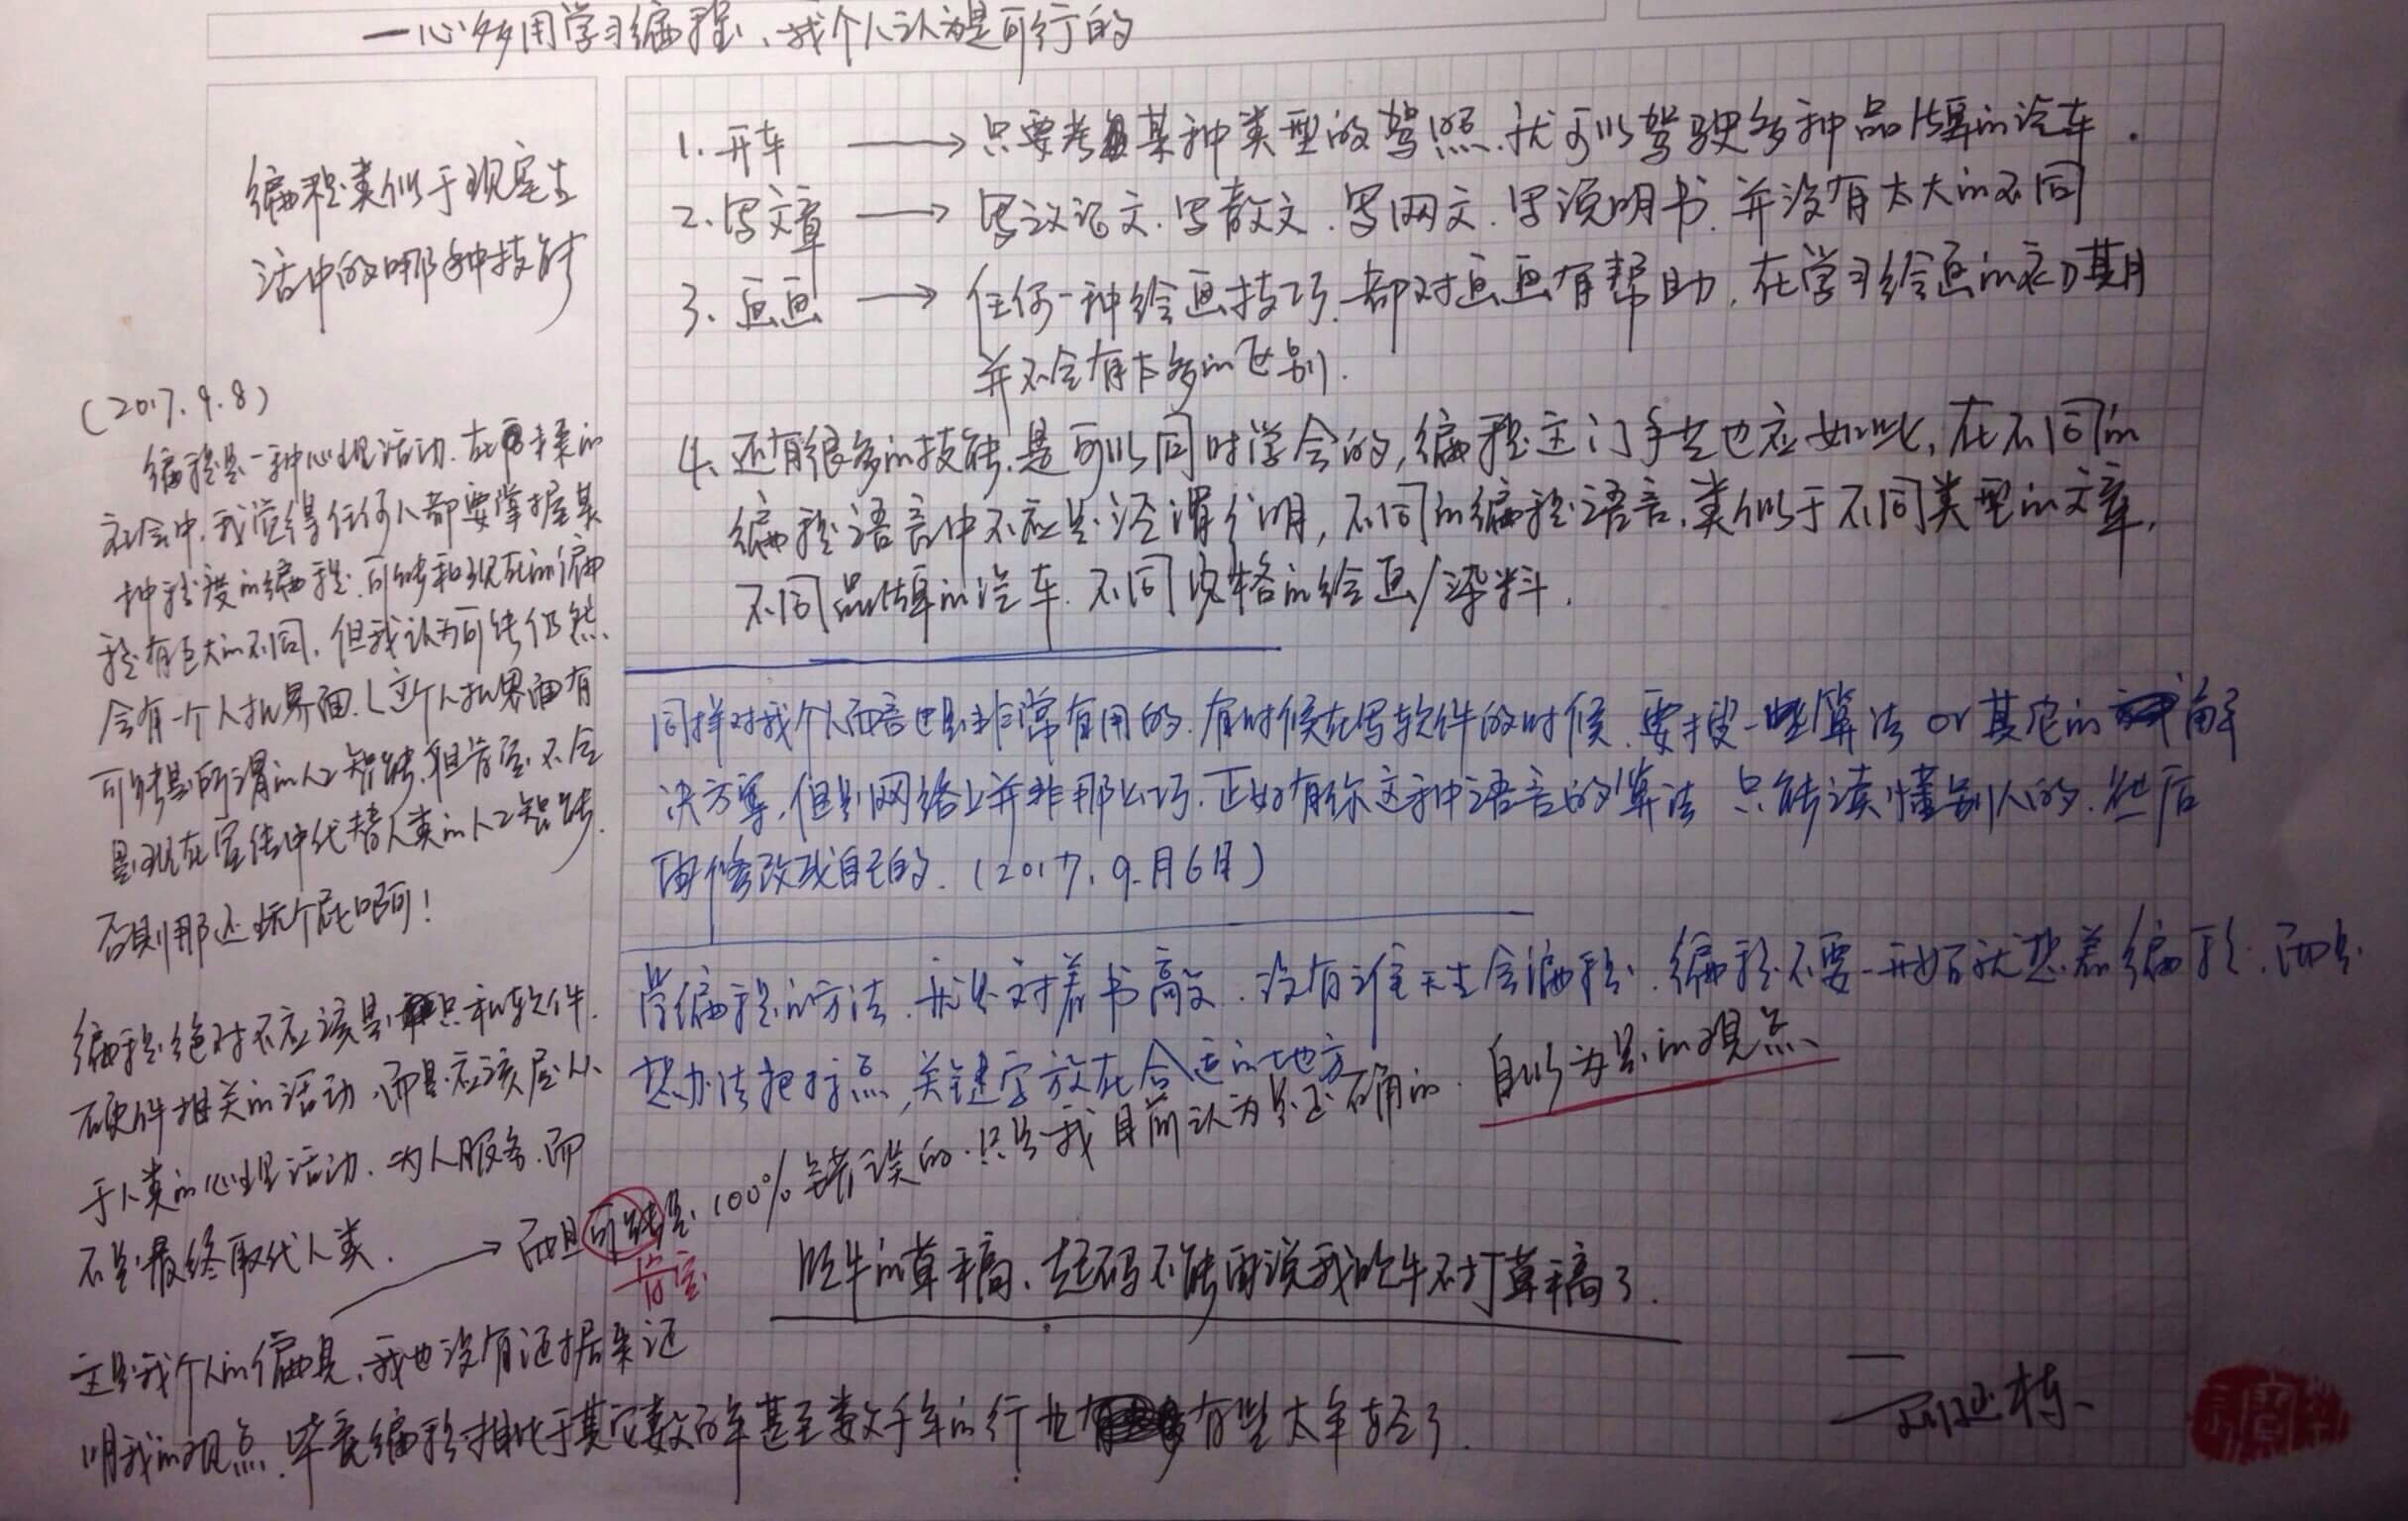 一心多用学习编程、我个人认为是可行的
编程类似于现实生
活中的哪种技能
1. 开车 → 只要考某种类型的驾照.就可以驾驶多种品牌的汽车.
2. 写文章 → 写议论文.写散文.写网文.写说明书.并没有太大的不同
3. 画画 → 任何一种绘画技巧.都对画画有帮助,在学习绘画的初期
并不会有太多的区别.
4. 还有很多的技能.是可以同时学会的,编程这门手艺也应如此,在不同的
编程语言中不应是泾渭分明,不同的编程语言.类似于不同类型的文章,
不同品牌的汽车.不同风格的绘画/染料.
同样对我个人而言也是非常有用的.有时候在写软件的时候.要搜一些算法 or 其它的解
决方案,但是网络上并非那么巧.正好有你这种语言的算法 只能读懂别人的.然后
再修改成自己的.(2017.9.月6日)
学编程的方法.就是对着书敲.没有谁天生会编程.编程不要一开始就想着编程.而是
想办法把标点,关键字放在合适的地方
(2017.9.8)
编程是一种心理活动.在未来的
社会中.我觉得任何人都要掌握某
种程度的编程.可能和现在的编
程有巨大的不同.但我认为可能仍然
会有一个人机界面.(这个人机界面有
可能是所谓的人工智能.但肯定不会
是现在宣传中代替人类的人工智能.
否则那还玩个屁啊!
编程绝对不应该是只和软件.
硬件相关的活动.而是应该屈从
于人类的心理活动.为人服务.而
不是最终取代人类.
这是我个人的偏见.我也没有证据来证
明我的观点.毕竟编程相比于其它数百年甚至数千年的行业有些太年轻了.
→ 而且可能是100%错误的.只是我目前认为是正确的.自以为是的观点、
肯定
吹牛的草稿、起码不能再说我吹牛不打草稿了.